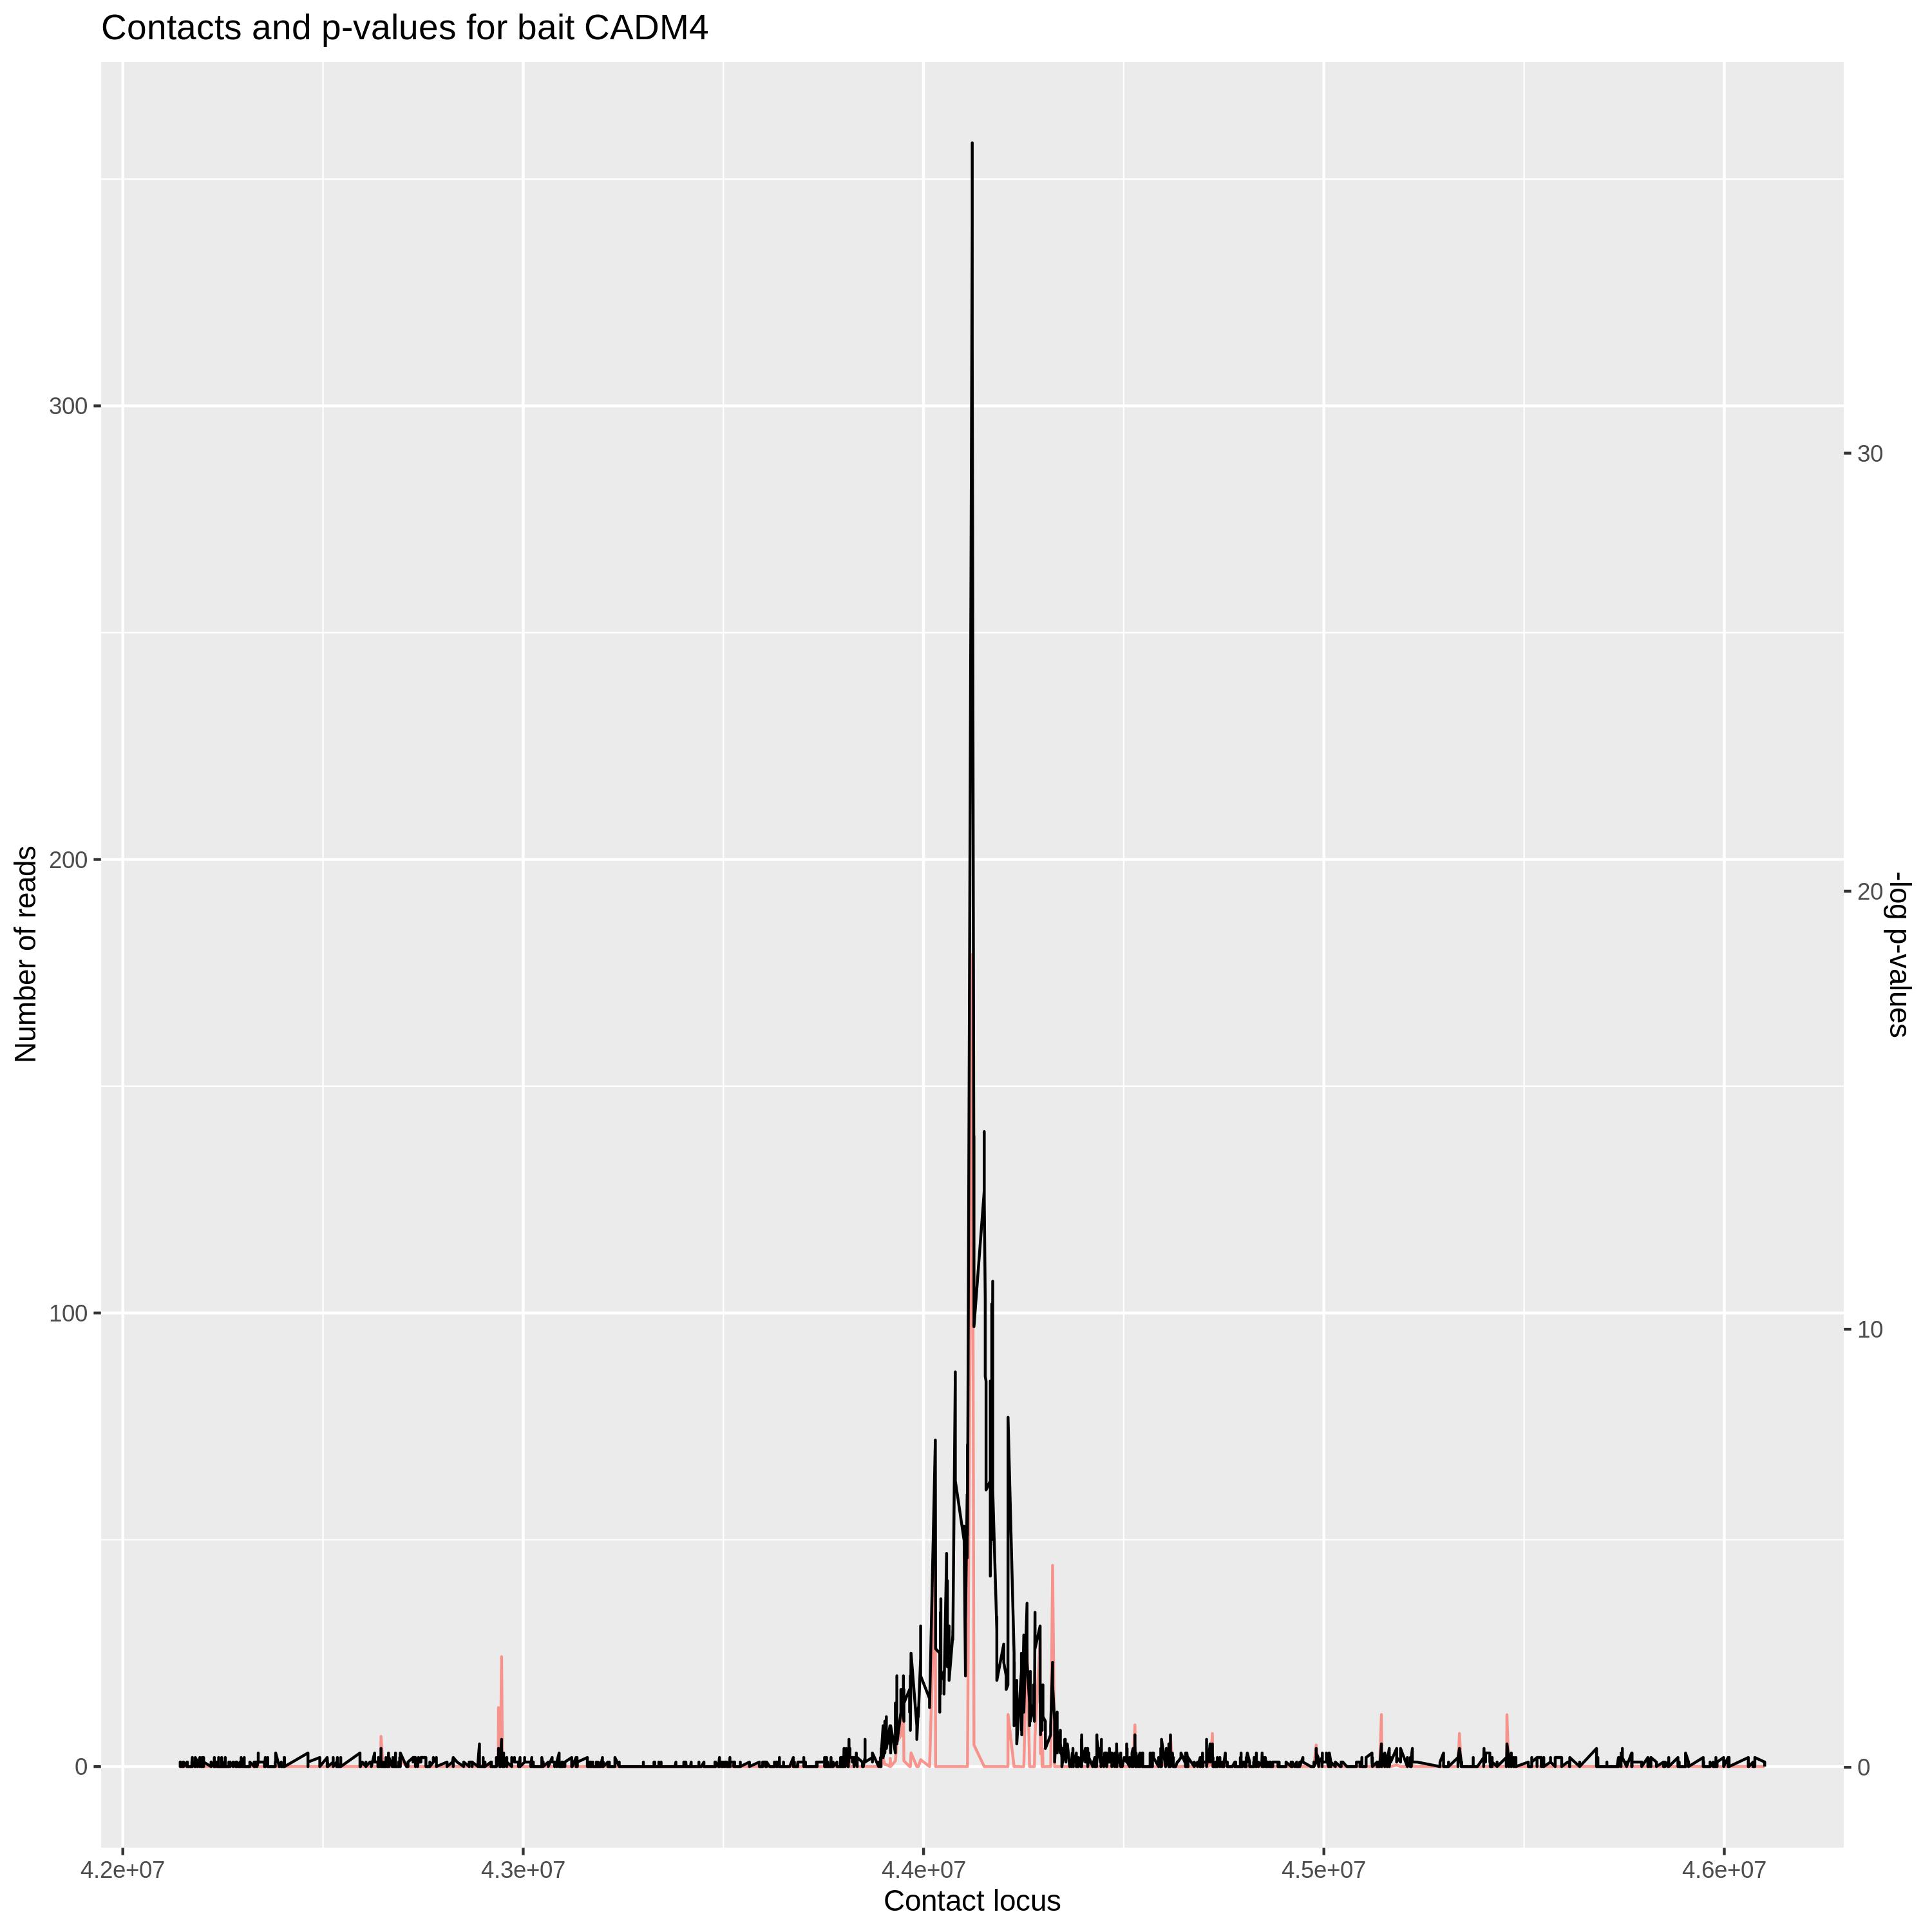 Contacts and p-values for bait CADM4
300
200
100
0
Number of reads
30
20
10
0
-log p-values
4.2e+07 4.3e+07 4.4e+07 4.5e+07 4.6e+07
Contact locus